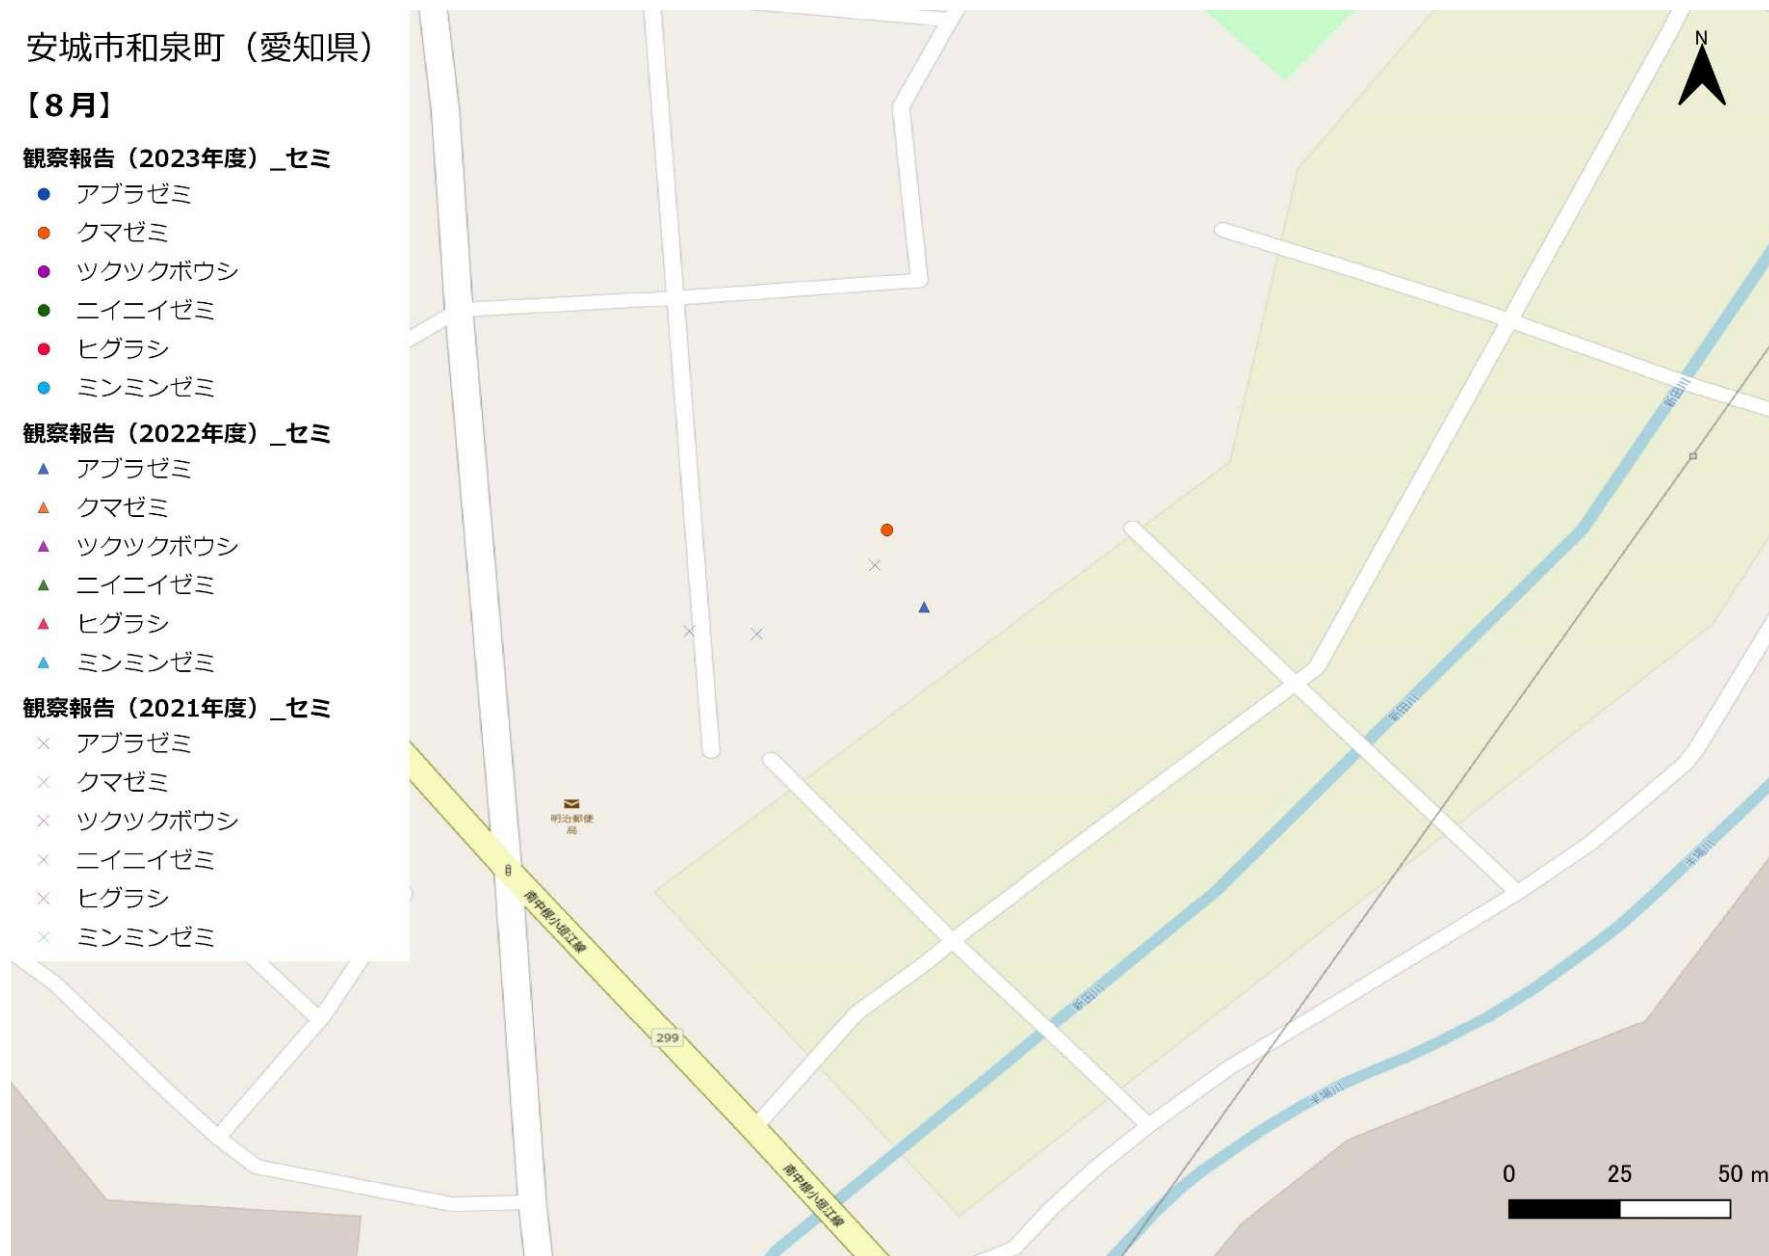 安城市和泉町（愛知県）
【８月】
観察報告（2023年度）_セミ
アブラゼミ
クマゼミ
ツクツクボウシ
ニイニイゼミ
ヒグラシ
ミンミンゼミ
観察報告（2022年度）_セミ
アブラゼミ
クマゼミ
ツクツクボウシ
ニイニイゼミ
ヒグラシ
ミンミンゼミ
観察報告（2021年度）_セミ
アブラゼミ
クマゼミ
ツクツクボウシ
ニイニイゼミ
ヒグラシ
ミンミンゼミ
N
新田川
新田川
明治郵便
局
半場川
南中根小垣江線
新田川
299
半場川
南中根小垣江線
0 25 50 m